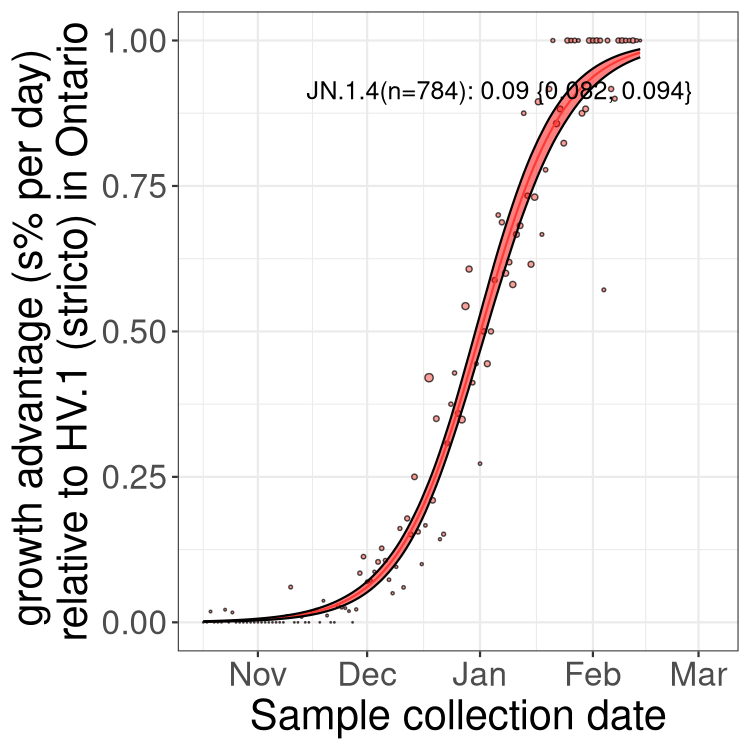 growth advantage (s% per day)
relative to HV.1 (stricto) in Ontario
1.00
0.75
0.50
0.25
0.00
JN.1.4(n=784): 0.09 {0.082, 0.094}
Nov Dec Jan Feb Mar
Sample collection date